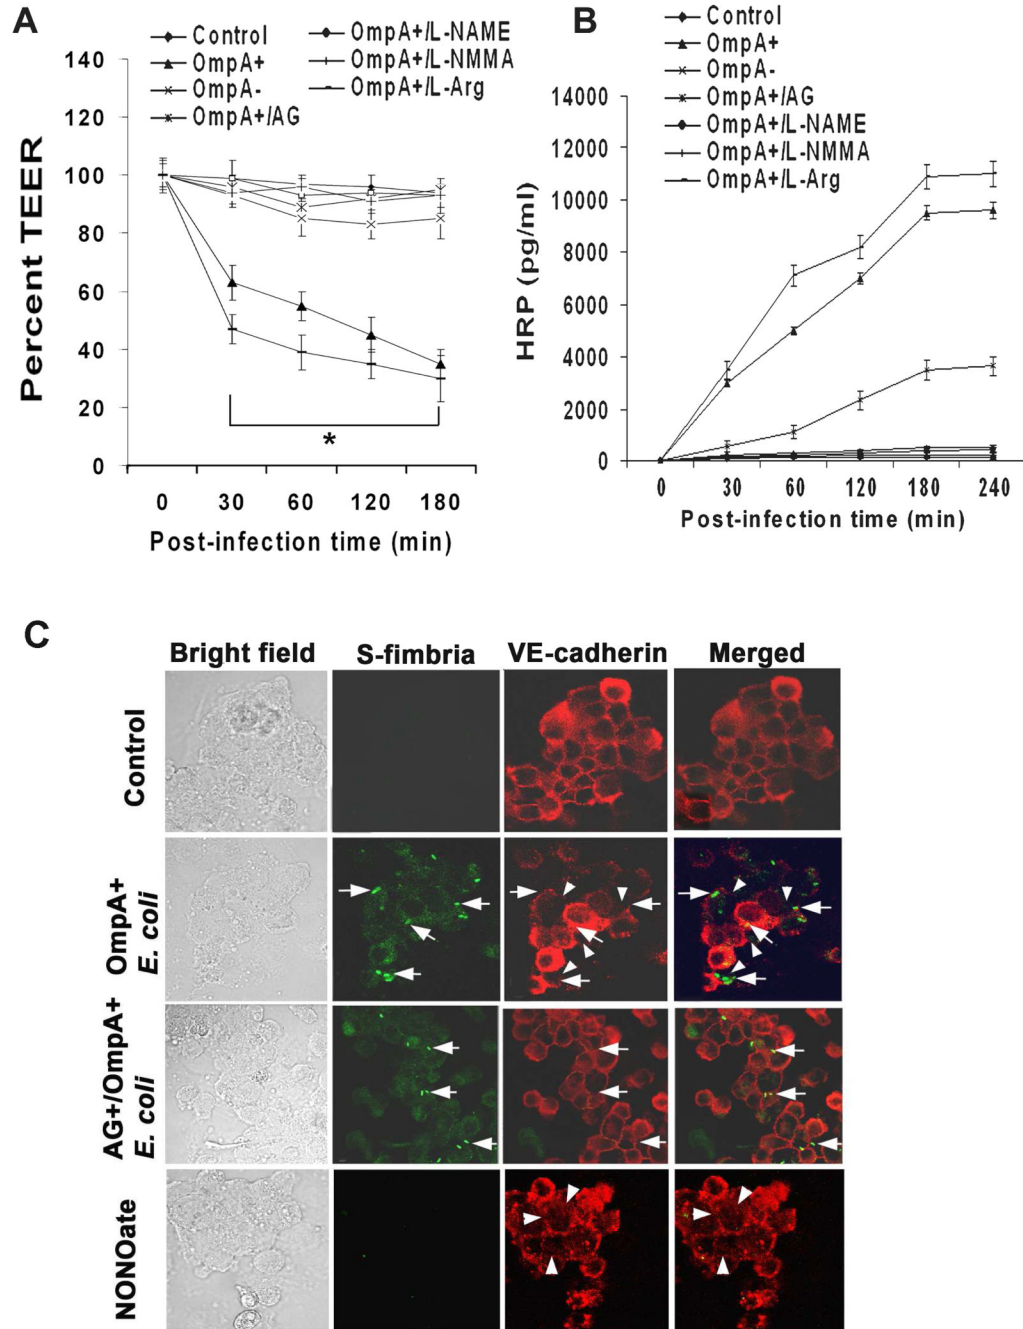 A
Control
OmpA+
OmpA-
OmpA+/AG
OmpA+/L-NAME
OmpA+/L-NMMA
OmpA+/L-Arg
Percent TEER
140
120
100
80
60
40
20
0
*
0 30 60 120 180
Post-infection time (min)
B
Control
OmpA+
OmpA-
OmpA+/AG
OmpA+/L-NAME
OmpA+/L-NMMA
OmpA+/L-Arg
HRP (pg/ml)
14000
12000
10000
8000
6000
4000
2000
0
0 30 60 120 180 240
Post-infection time (min)
C
Bright field S-fimbria VE-cadherin Merged
Control
OmpA+
E. coli
AG+/OmpA+
E. coli
NONOate